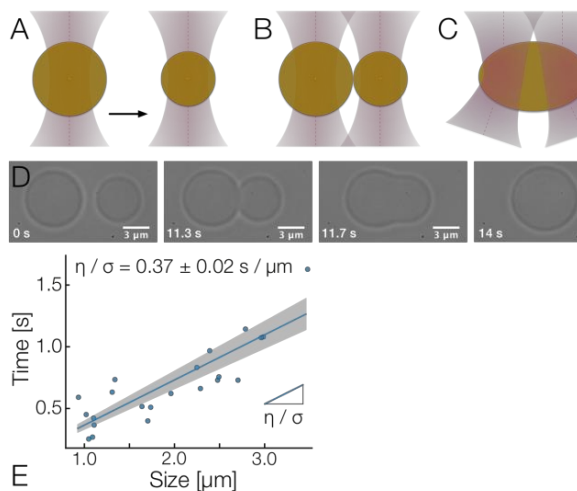 A
B
C
D
0 s
3 μm
11.3 s
3 μm
11.7 s
3 μm
14 s
η / σ = 0.37 ± 0.02 s / μm
1.5
1.0
0.5
Time [s]
η / σ
1.0
2.0
3.0
E
Size [μm]